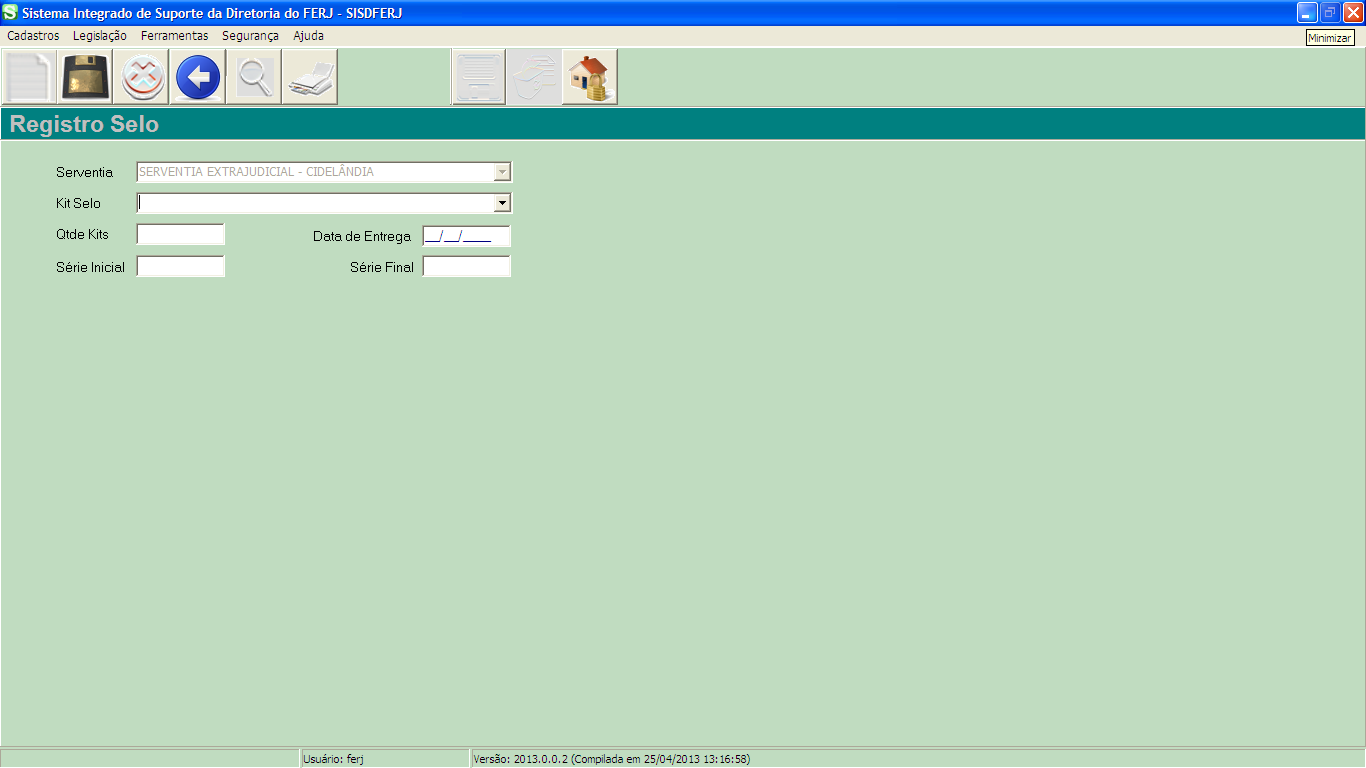 Sistema Integrado de Suporte da Diretoria do FERJ - SISDFERJ
Cadastros Legislação Ferramentas Segurança Ajuda
Minimizar
Registro Selo
Serventia SERVENTIA EXTRAJUDICIAL - CIDELÂNDIA
Kit Selo
Qtde Kits Data de Entrega __/__/____
Série Inicial Série Final
Usuário: ferj Versão: 2013.0.0.2 (Compilada em 25/04/2013 13:16:58)